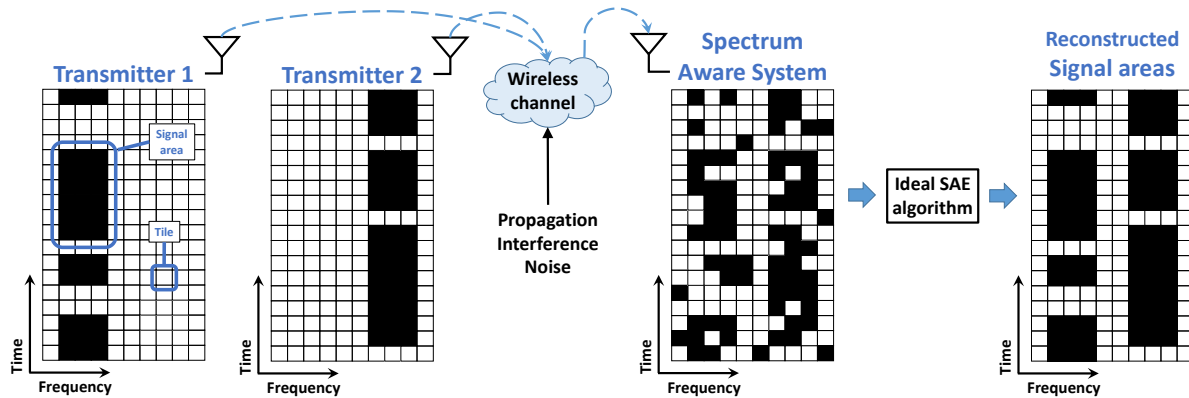 Transmitter 1
Signal
area
Tile
Time
Frequency
Transmitter 2
Time
Frequency
Wireless
channel
Propagation
Interference
Noise
Spectrum
Aware System
Time
Frequency
Ideal SAE
algorithm
Reconstructed
Signal areas
Time
Frequency